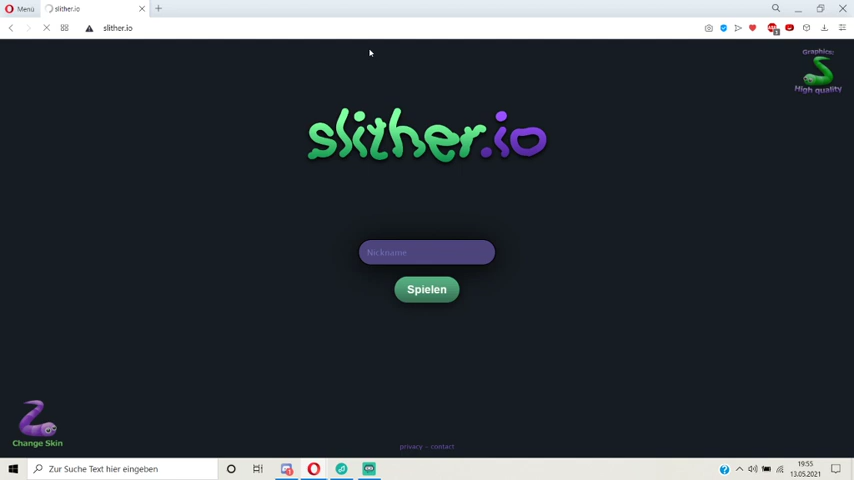 Menü
slither.io
slither.io
Graphics:
High quality
slither.io
Nickname
Spielen
Change Skin
privacy - contact
Zur Suche Text hier eingeben
19:55
13.05.2021